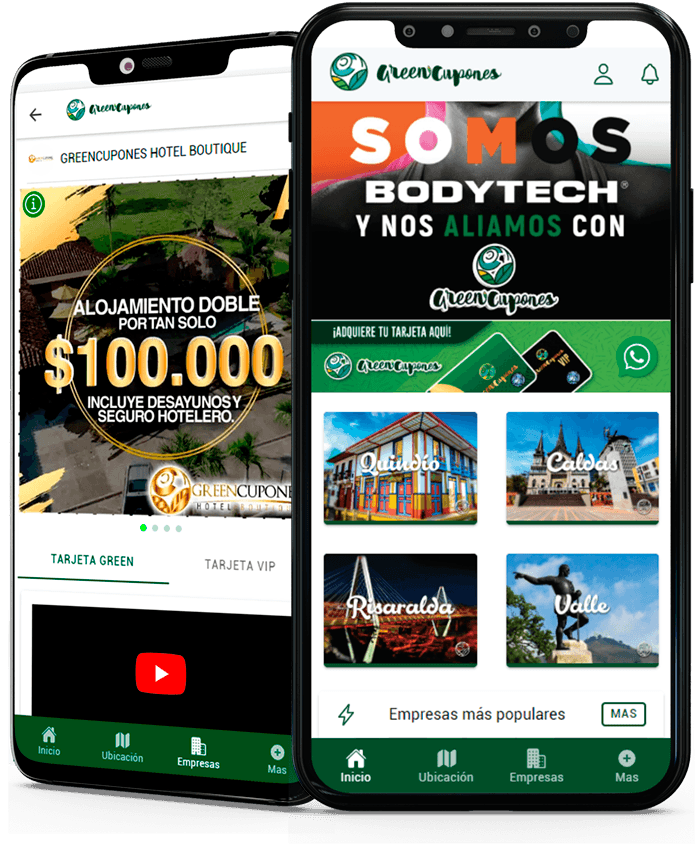 GreenCupones
GREENCUPONES HOTEL BOUTIQUE
ALOJAMIENTO DOBLE
POR TAN SOLO
$100.000
INCLUYE DESAYUNOS Y
SEGURO HOTELERO.
GREENCUPONE
HOTEL BOUTIQ
TARJETA GREEN
TARJETA VIP
Inicio
Ubicación
Empresas
Mas
GreenCupones
SOMOS
BODYTECH®
Y NOS ALIAMOS CON
GreenCupones
¡ADQUIERE TU TARJETA AQUÍ!
GreenCupones
GreenCupones
VIP
Quindío
Caldas
Risaralda
Valle
Empresas más populares
MAS
Inicio
Ubicación
Empresas
Mas